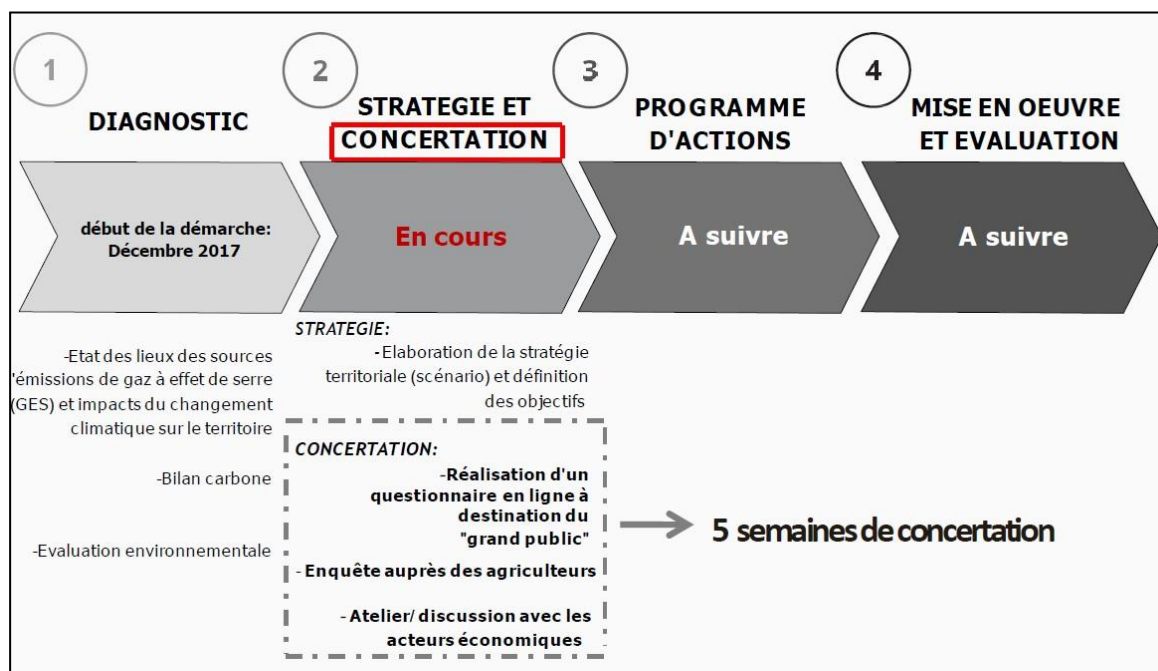 1
DIAGNOSTIC
début de la démarche:
Décembre 2017
-Etat des lieux des sources
'émissions de gaz à effet de serre
(GES) et impacts du changement
climatique sur le territoire
-Bilan carbone
-Evaluation environnementale
2
STRATEGIE ET
CONCERTATION
En cours
STRATEGIE:
-Elaboration de la stratégie
territoriale (scénario) et définition
des objectifs
CONCERTATION:
-Réalisation d'un
questionnaire en ligne à
destination du
"grand public"
- Enquête auprès des agriculteurs
- Atelier/ discussion avec les
acteurs économiques
5 semaines de concertation
3
PROGRAMME
D'ACTIONS
A suivre
4
MISE EN OEUVRE
ET EVALUATION
A suivre